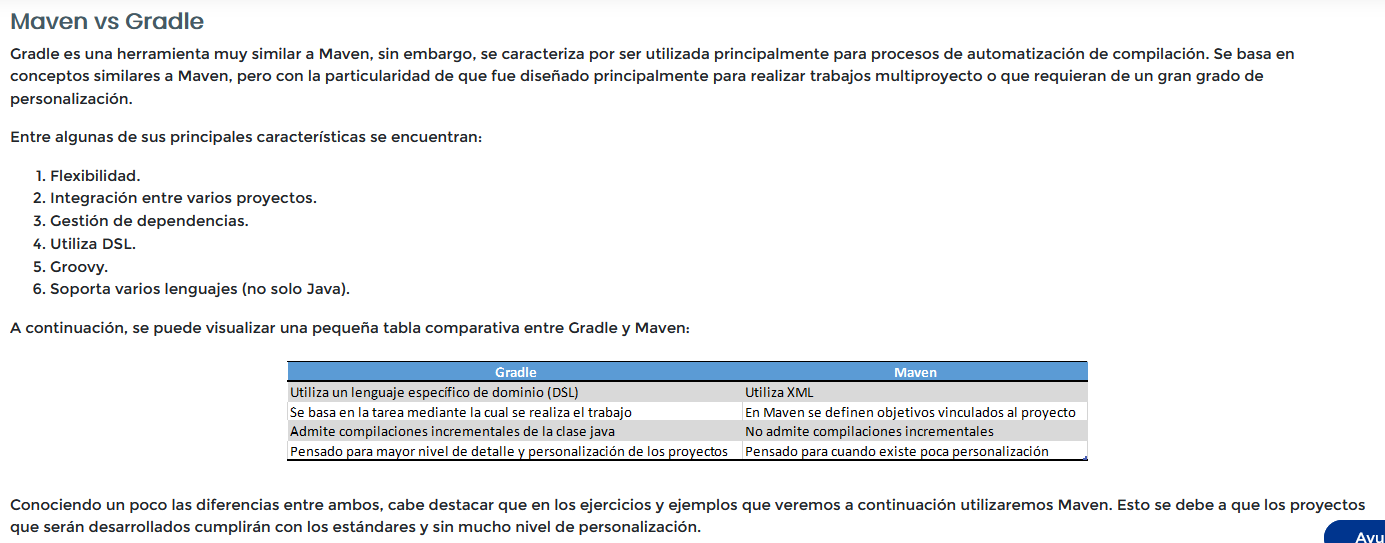 Maven vs Gradle
Gradle es una herramienta muy similar a Maven, sin embargo, se caracteriza por ser utilizada principalmente para procesos de automatización de compilación. Se basa en
conceptos similares a Maven, pero con la particularidad de que fue diseñado principalmente para realizar trabajos multiproyecto o que requieran de un gran grado de
personalización.
Entre algunas de sus principales características se encuentran:
1. Flexibilidad.
2. Integración entre varios proyectos.
3. Gestión de dependencias.
4. Utiliza DSL.
5. Groovy.
6. Soporta varios lenguajes (no solo Java).
A continuación, se puede visualizar una pequeña tabla comparativa entre Gradle y Maven:
Gradle Maven
Utiliza un lenguaje específico de dominio (DSL) Utiliza XML
Se basa en la tarea mediante la cual se realiza el trabajo En Maven se definen objetivos vinculados al proyecto
Admite compilaciones incrementales de la clase java No admite compilaciones incrementales
Pensado para mayor nivel de detalle y personalización de los proyectos Pensado para cuando existe poca personalización
Conociendo un poco las diferencias entre ambos, cabe destacar que en los ejercicios y ejemplos que veremos a continuación utilizaremos Maven. Esto se debe a que los proyectos
que serán desarrollados cumplirán con los estándares y sin mucho nivel de personalización.